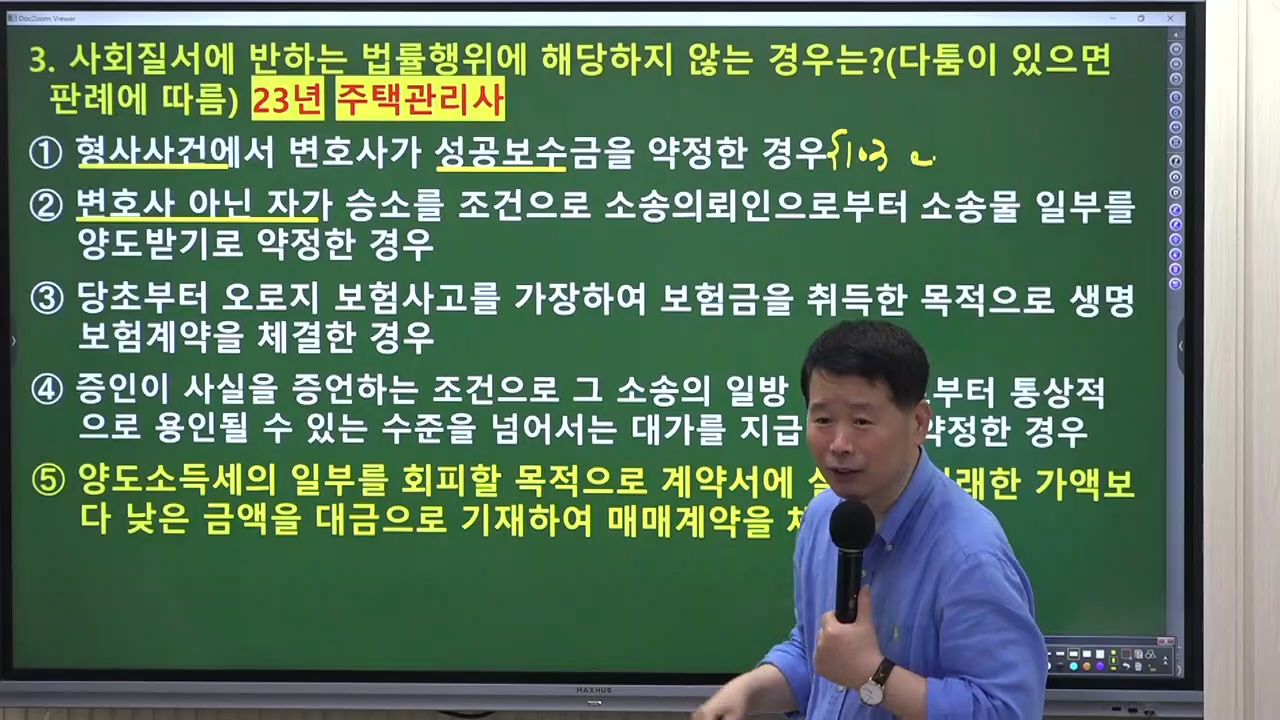 DocZoom Viewer
3. 사회질서에 반하는 법률행위에 해당하지 않는 경우는?(다툼이 있으면
판례에 따름) 23년 주택관리사
① 형사사건에서 변호사가 성공보수금을 약정한 경우 §103
② 변호사 아닌 자가 승소를 조건으로 소송의뢰인으로부터 소송물 일부를
양도받기로 약정한 경우
③ 당초부터 오로지 보험사고를 가장하여 보험금을 취득한 목적으로 생명
보험계약을 체결한 경우
④ 증인이 사실을 증언하는 조건으로 그 소송의 일방 부터 통상적
으로 용인될 수 있는 수준을 넘어서는 대가를 지급 약정한 경우
⑤ 양도소득세의 일부를 회피할 목적으로 계약서에 래한 가액보
다 낮은 금액을 대금으로 기재하여 매매계약을
MAXHUB